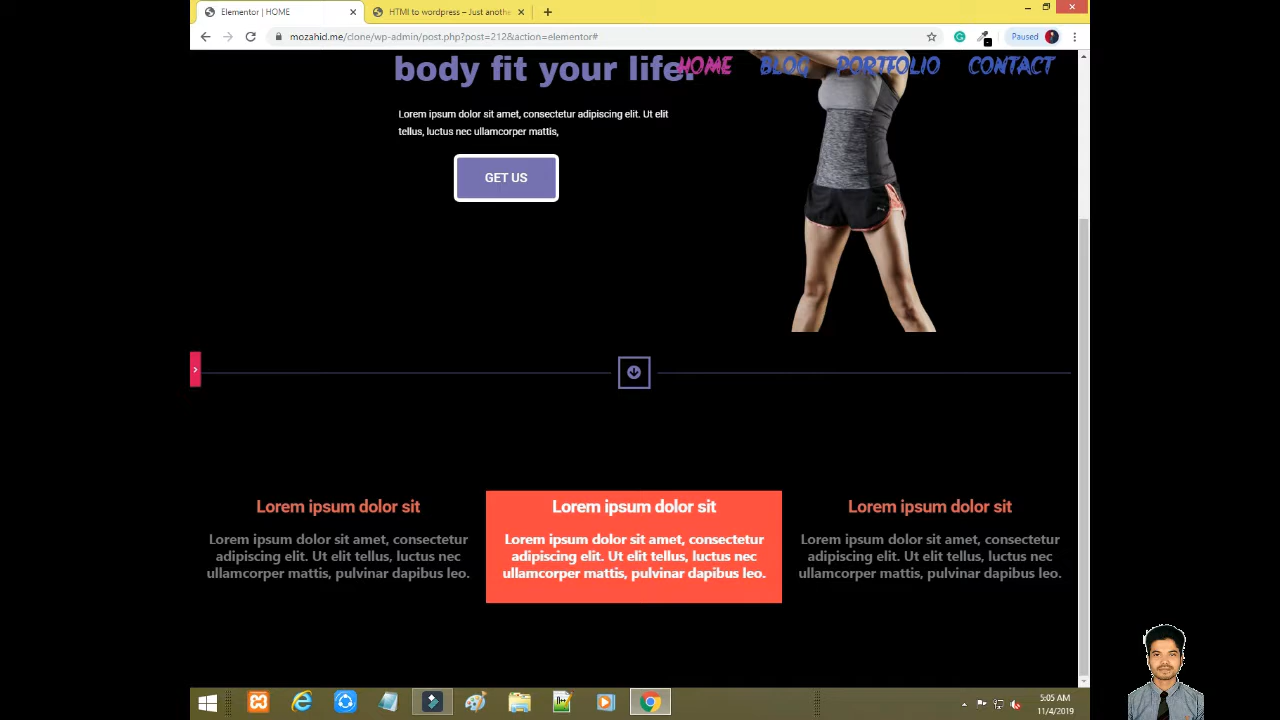 Elementor | HOME
HTMl to wordpress – Just anothe
mozahid.me/clone/wp-admin/post.php?post=212&action=elementor#
Paused
body fit your life.
HOME
BLOG
PORTFOLIO
CONTACT
Lorem ipsum dolor sit amet, consectetur adipiscing elit. Ut elit
tellus, luctus nec ullamcorper mattis,
GET US
Lorem ipsum dolor sit
Lorem ipsum dolor sit amet, consectetur
adipiscing elit. Ut elit tellus, luctus nec
ullamcorper mattis, pulvinar dapibus leo.
Lorem ipsum dolor sit
Lorem ipsum dolor sit amet, consectetur
adipiscing elit. Ut elit tellus, luctus nec
ullamcorper mattis, pulvinar dapibus leo.
Lorem ipsum dolor sit
Lorem ipsum dolor sit amet, consectetur
adipiscing elit. Ut elit tellus, luctus nec
ullamcorper mattis, pulvinar dapibus leo.
5:05 AM
11/4/2019